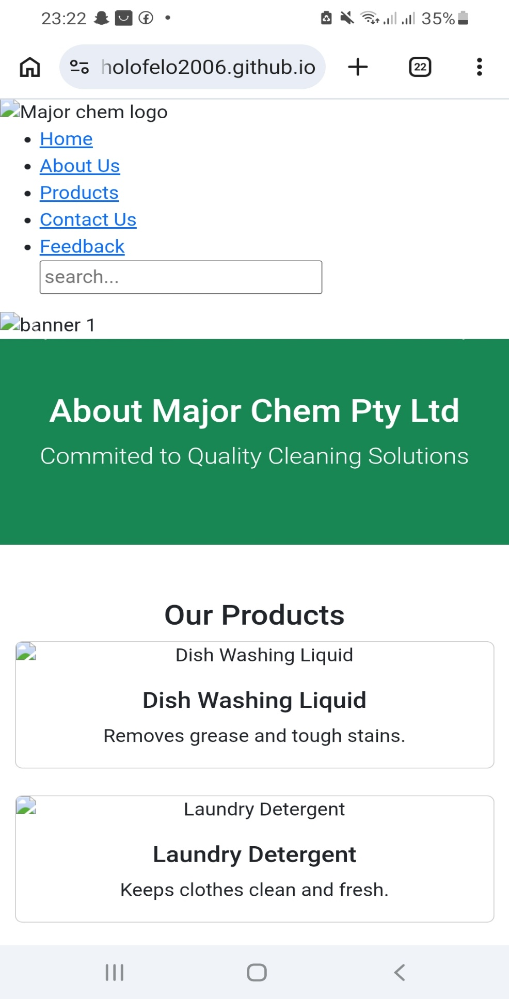 23:22
35%
holofelo2006.github.io
22
Major chem logo
Home
About Us
Products
Contact Us
Feedback
search...
banner 1
About Major Chem Pty Ltd
Commited to Quality Cleaning Solutions
Our Products
Dish Washing Liquid
Dish Washing Liquid
Removes grease and tough stains.
Laundry Detergent
Laundry Detergent
Keeps clothes clean and fresh.